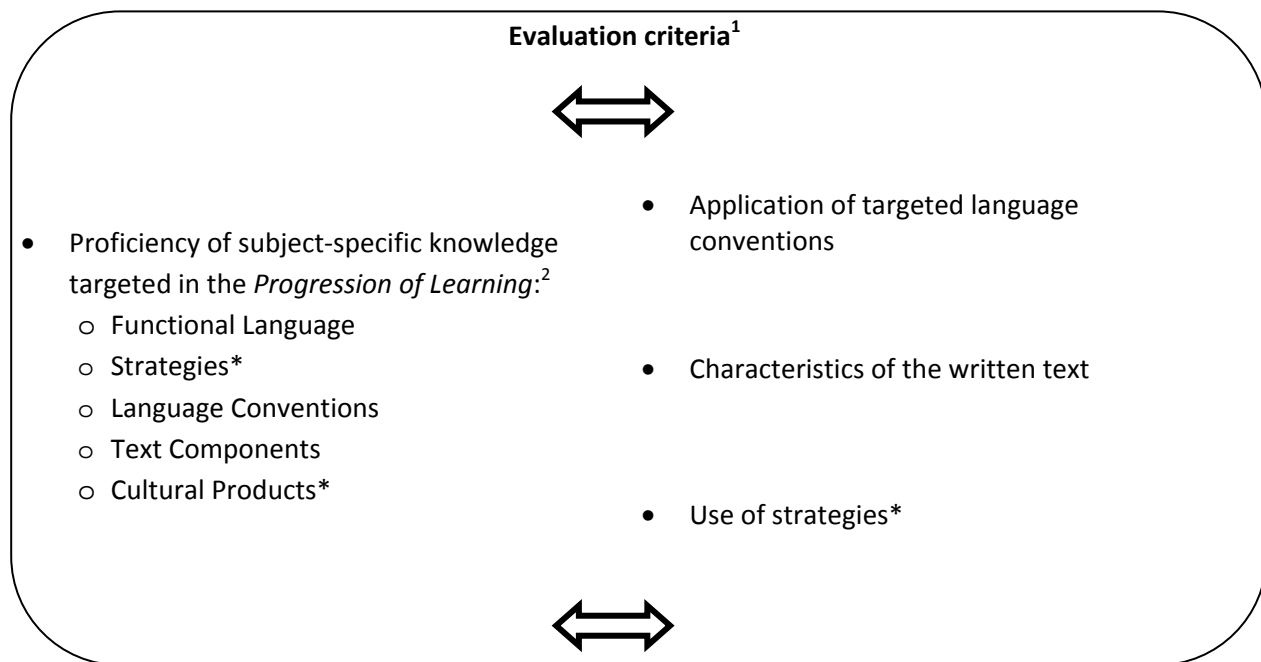 Evaluation criteria¹
• Proficiency of subject-specific knowledge
targeted in the Progression of Learning:²
o Functional Language
o Strategies*
o Language Conventions
o Text Components
o Cultural Products*
• Application of targeted language
conventions
• Characteristics of the written text
• Use of strategies*